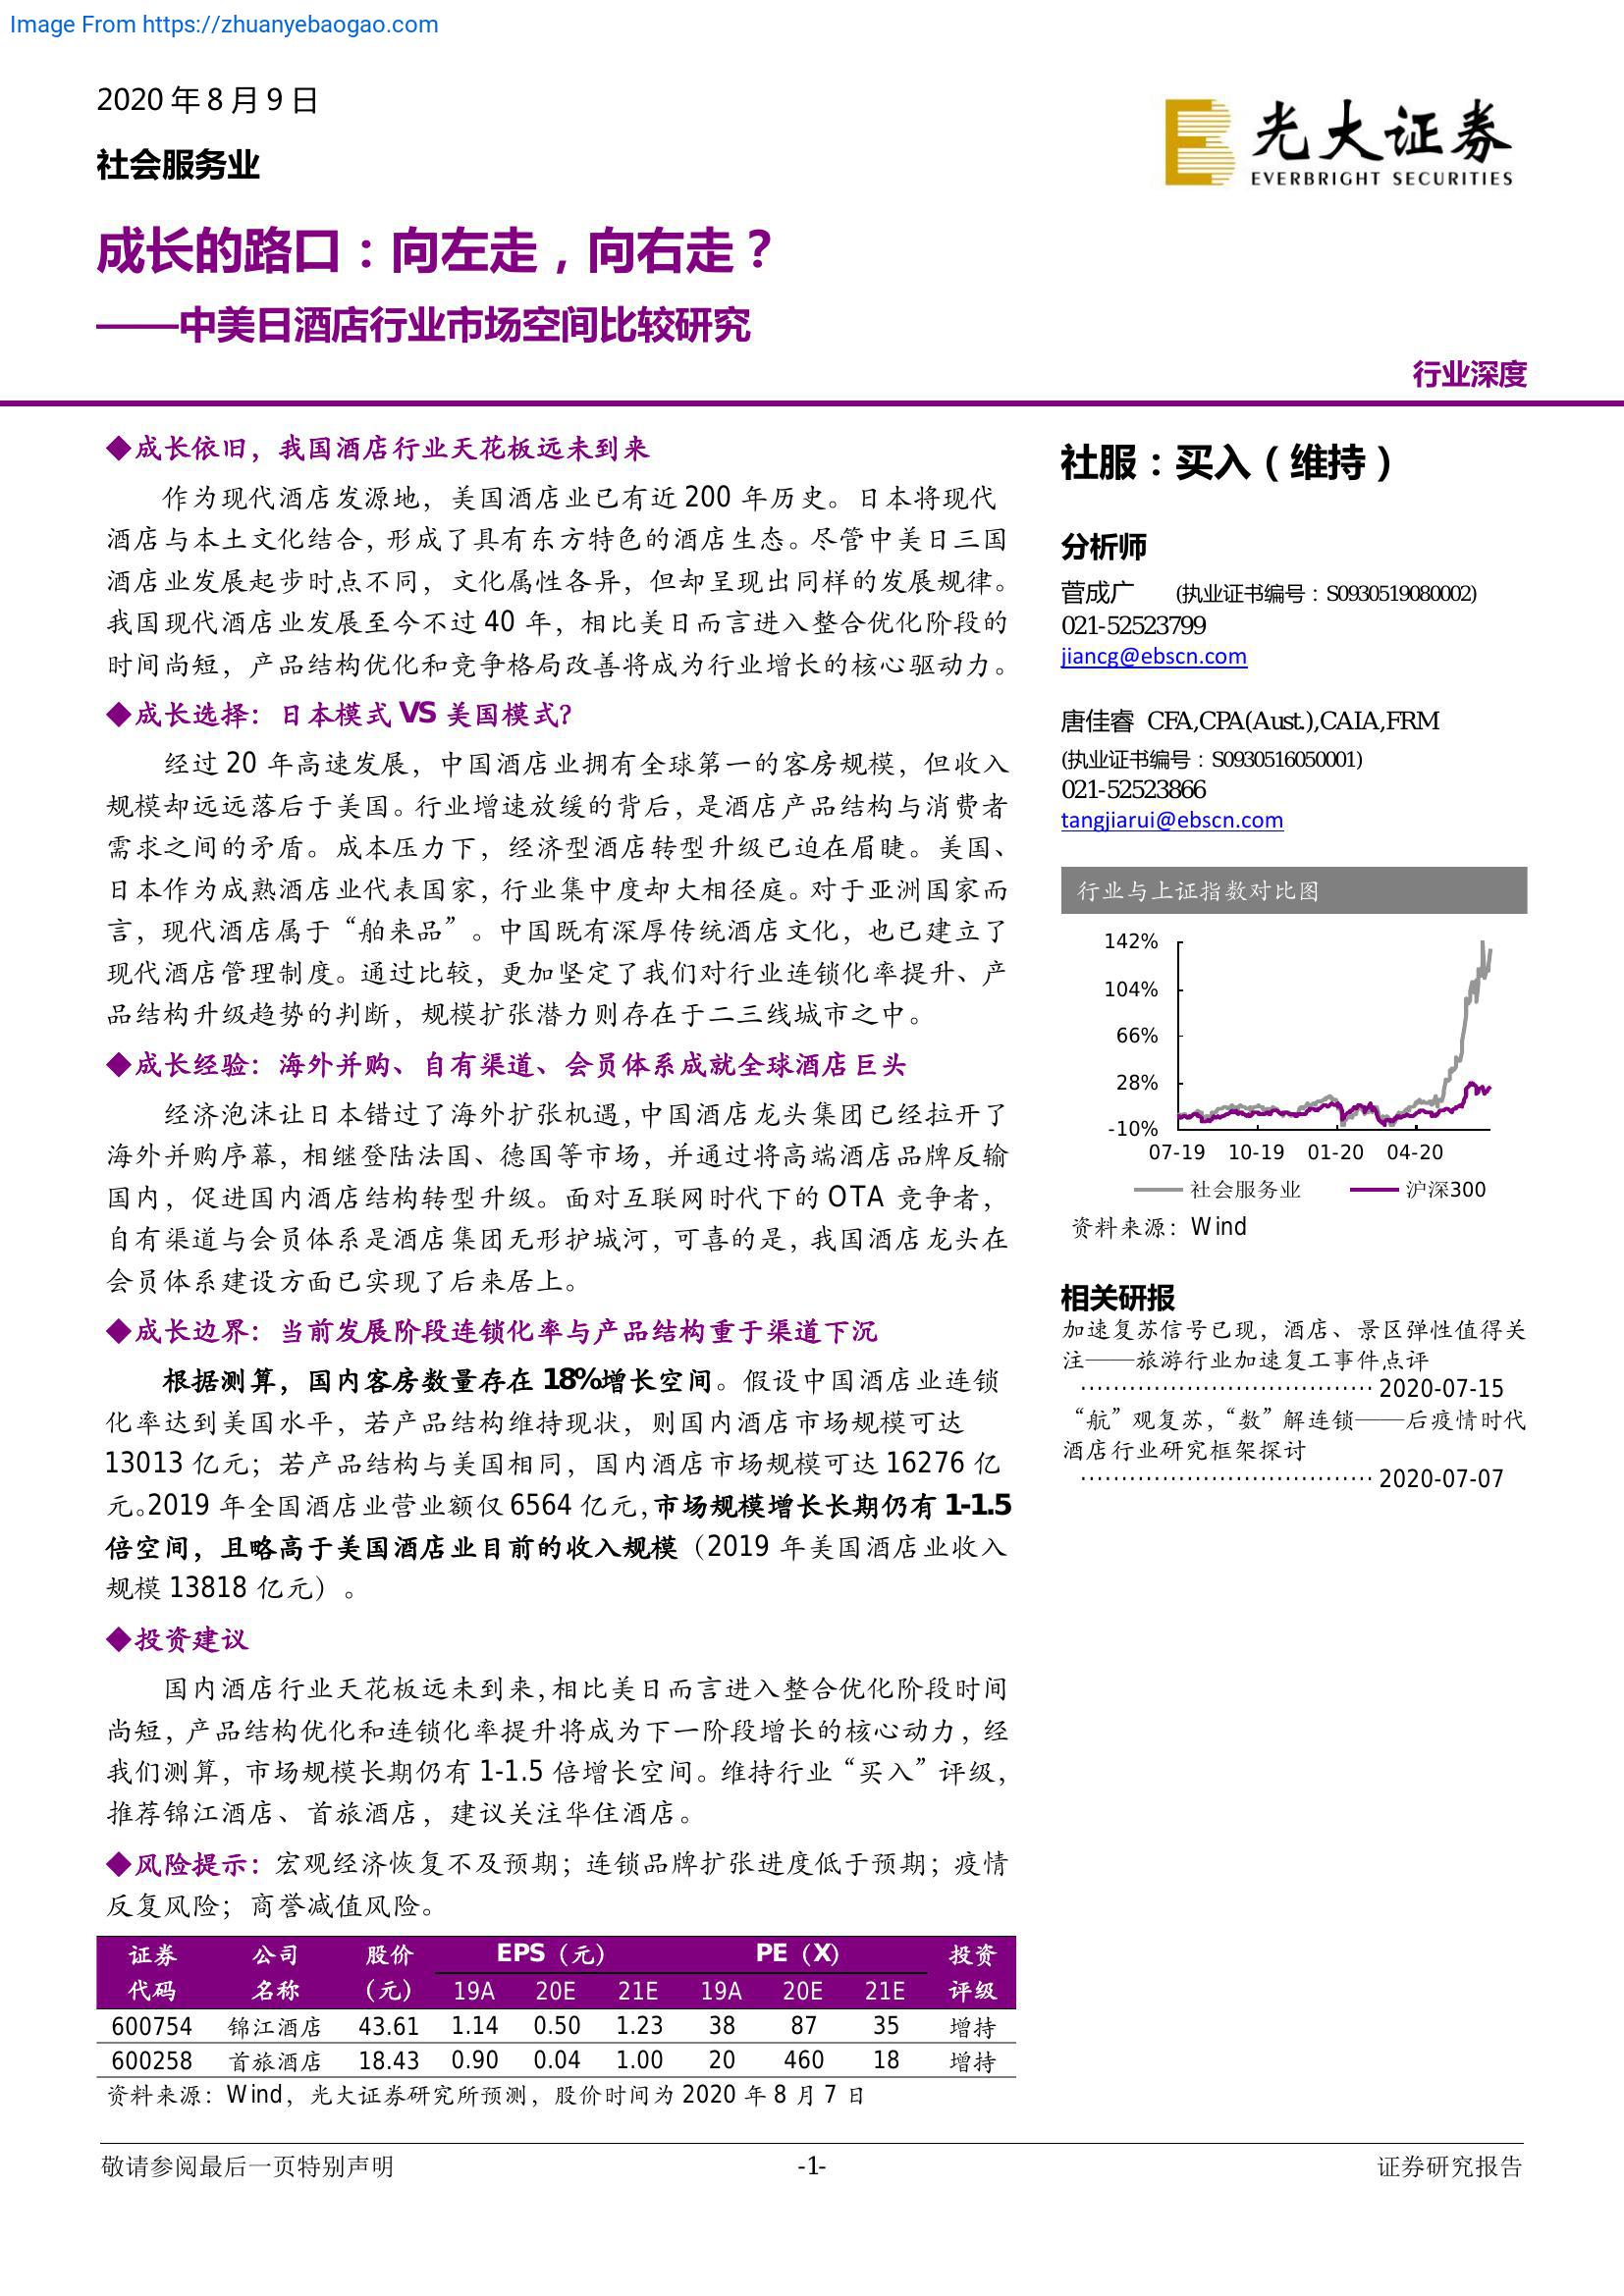 Image From https://zhuanyebaogao.com
2020 年 8 月 9 日
社会服务业
光大证券
EVERBRIGHT SECURITIES
成长的路口：向左走，向右走？
——中美日酒店行业市场空间比较研究
行业深度
◆成长依旧，我国酒店行业天花板远未到来
作为现代酒店发源地，美国酒店业已有近 200 年历史。日本将现代
酒店与本土文化结合，形成了具有东方特色的酒店生态。尽管中美日三国
酒店业发展起步时点不同，文化属性各异，但却呈现出同样的发展规律。
我国现代酒店业发展至今不过 40 年，相比美日而言进入整合优化阶段的
时间尚短，产品结构优化和竞争格局改善将成为行业增长的核心驱动力。
◆成长选择：日本模式 VS 美国模式？
经过 20 年高速发展，中国酒店业拥有全球第一的客房规模，但收入
规模却远远落后于美国。行业增速放缓的背后，是酒店产品结构与消费者
需求之间的矛盾。成本压力下，经济型酒店转型升级已迫在眉睫。美国、
日本作为成熟酒店业代表国家，行业集中度却大相径庭。对于亚洲国家而
言，现代酒店属于“舶来品”。中国既有深厚传统酒店文化，也已建立了
现代酒店管理制度。通过比较，更加坚定了我们对行业连锁化率提升、产
品结构升级趋势的判断，规模扩张潜力则存在于二三线城市之中。
◆成长经验：海外并购、自有渠道、会员体系成就全球酒店巨头
经济泡沫让日本错过了海外扩张机遇，中国酒店龙头集团已经拉开了
海外并购序幕，相继登陆法国、德国等市场，并通过将高端酒店品牌反输
国内，促进国内酒店结构转型升级。面对互联网时代下的 OTA 竞争者，
自有渠道与会员体系是酒店集团无形护城河，可喜的是，我国酒店龙头在
会员体系建设方面已实现了后来居上。
◆成长边界：当前发展阶段连锁化率与产品结构重于渠道下沉
根据测算，国内客房数量存在 18%增长空间。假设中国酒店业连锁
化率达到美国水平，若产品结构维持现状，则国内酒店市场规模可达
13013 亿元；若产品结构与美国相同，国内酒店市场规模可达 16276 亿
元。2019 年全国酒店业营业额仅 6564 亿元，市场规模增长长期仍有 1-1.5
倍空间，且略高于美国酒店业目前的收入规模（2019 年美国酒店业收入
规模 13818 亿元）。
◆投资建议
国内酒店行业天花板远未到来，相比美日而言进入整合优化阶段时间
尚短，产品结构优化和连锁化率提升将成为下一阶段增长的核心动力，经
我们测算，市场规模长期仍有 1-1.5 倍增长空间。维持行业“买入”评级，
推荐锦江酒店、首旅酒店，建议关注华住酒店。
◆风险提示：宏观经济恢复不及预期；连锁品牌扩张进度低于预期；疫情
反复风险；商誉减值风险。
证券 公司 股价 EPS（元） PE（X） 投资
代码 名称 （元） 19A 20E 21E 19A 20E 21E 评级
600754 锦江酒店 43.61 1.14 0.50 1.23 38 87 35 增持
600258 首旅酒店 18.43 0.90 0.04 1.00 20 460 18 增持
资料来源：Wind，光大证券研究所预测，股价时间为 2020 年 8 月 7 日
社服：买入（维持）
分析师
菅成广 (执业证书编号：S0930519080002)
021-52523799
jiancg@ebscn.com
唐佳睿 CFA,CPA(Aust.),CAIA,FRM
(执业证书编号：S0930516050001)
021-52523866
tangjiarui@ebscn.com
行业与上证指数对比图
142%
104%
66%
28%
-10%
07-19 10-19 01-20 04-20
社会服务业 沪深300
资料来源：Wind
相关研报
加速复苏信号已现，酒店、景区弹性值得关
注——旅游行业加速复工事件点评
···································· 2020-07-15
“航”观复苏，“数”解连锁——后疫情时代
酒店行业研究框架探讨
···································· 2020-07-07
敬请参阅最后一页特别声明 -1- 证券研究报告